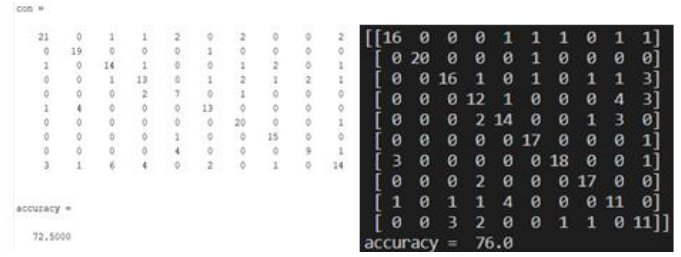 con =
21 0 1 1 2 0 2 0 0 2
0 19 0 0 0 1 0 0 0 0
1 0 14 1 0 0 1 2 0 1
0 0 1 13 0 1 2 1 2 1
0 0 0 2 7 0 1 0 0 0
1 4 0 0 0 13 0 0 0 0
0 0 0 0 0 0 20 0 0 1
0 0 0 0 1 0 0 15 0 0
0 0 0 0 4 0 0 0 9 1
3 1 6 4 0 2 0 1 0 14
accuracy =
72.5000
[[16 0 0 0 1 1 1 0 1 1]
[ 0 20 0 0 0 1 0 0 0 0]
[ 0 0 16 1 0 1 0 1 1 3]
[ 0 0 0 12 1 0 0 0 4 3]
[ 0 0 0 2 14 0 0 1 3 0]
[ 0 0 0 0 0 17 0 0 0 1]
[ 3 0 0 0 0 0 18 0 0 1]
[ 0 0 0 2 0 0 0 17 0 0]
[ 1 0 1 1 4 0 0 0 11 0]
[ 0 0 3 2 0 0 1 1 0 11]]
accuracy = 76.0